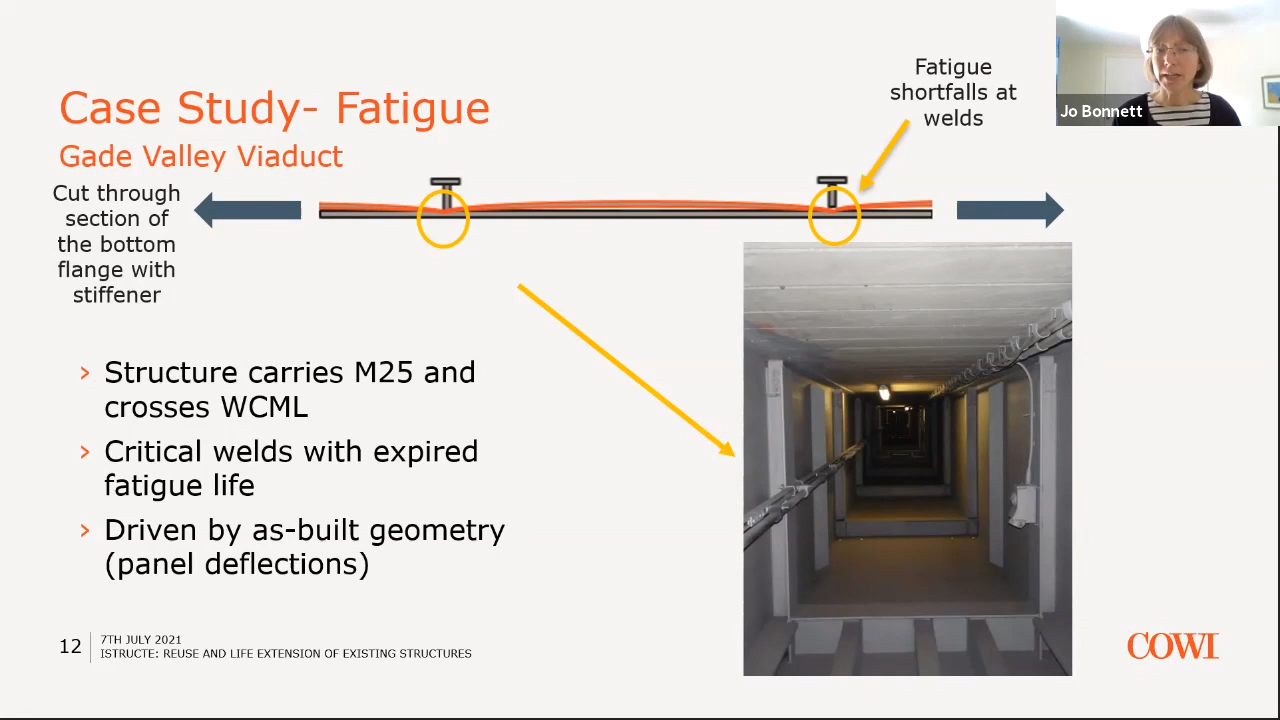 Case Study- Fatigue
Gade Valley Viaduct
Fatigue
shortfalls at
welds
Jo Bonnett
Cut through
section of
the bottom
flange with
stiffener
› Structure carries M25 and
crosses WCML
› Critical welds with expired
fatigue life
› Driven by as-built geometry
(panel deflections)
12
7TH JULY 2021
ISTRUCTE: REUSE AND LIFE EXTENSION OF EXISTING STRUCTURES
COWI